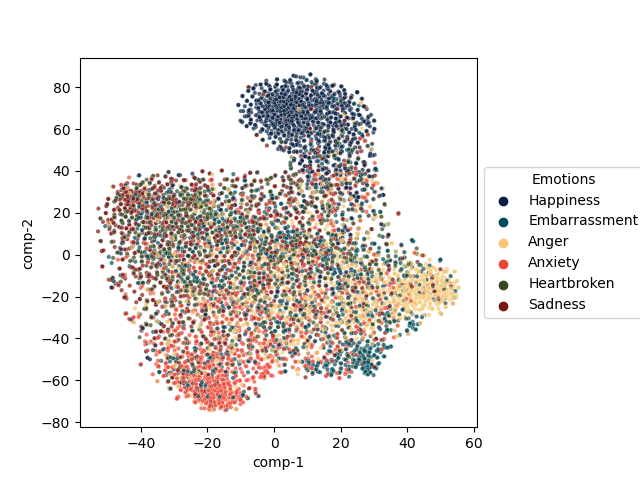 80
60
40
20
0
−20
−40
−60
−80
comp-2
−40
−20
0
20
40
60
comp-1
Emotions
Happiness
Embarrassment
Anger
Anxiety
Heartbroken
Sadness